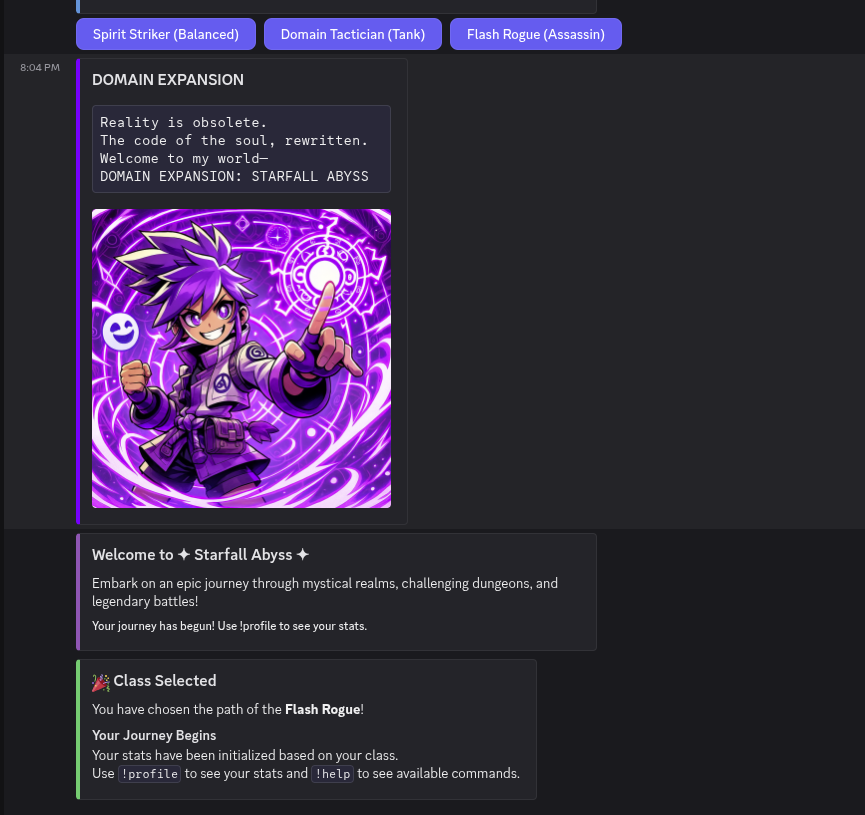 Spirit Striker (Balanced) Domain Tactician (Tank) Flash Rogue (Assassin)
8:04 PM
DOMAIN EXPANSION
Reality is obsolete.
The code of the soul, rewritten.
Welcome to my world—
DOMAIN EXPANSION: STARFALL ABYSS
Welcome to ✦ Starfall Abyss ✦
Embark on an epic journey through mystical realms, challenging dungeons, and
legendary battles!
Your journey has begun! Use !profile to see your stats.
🎉 Class Selected
You have chosen the path of the Flash Rogue!
Your Journey Begins
Your stats have been initialized based on your class.
Use !profile to see your stats and !help to see available commands.